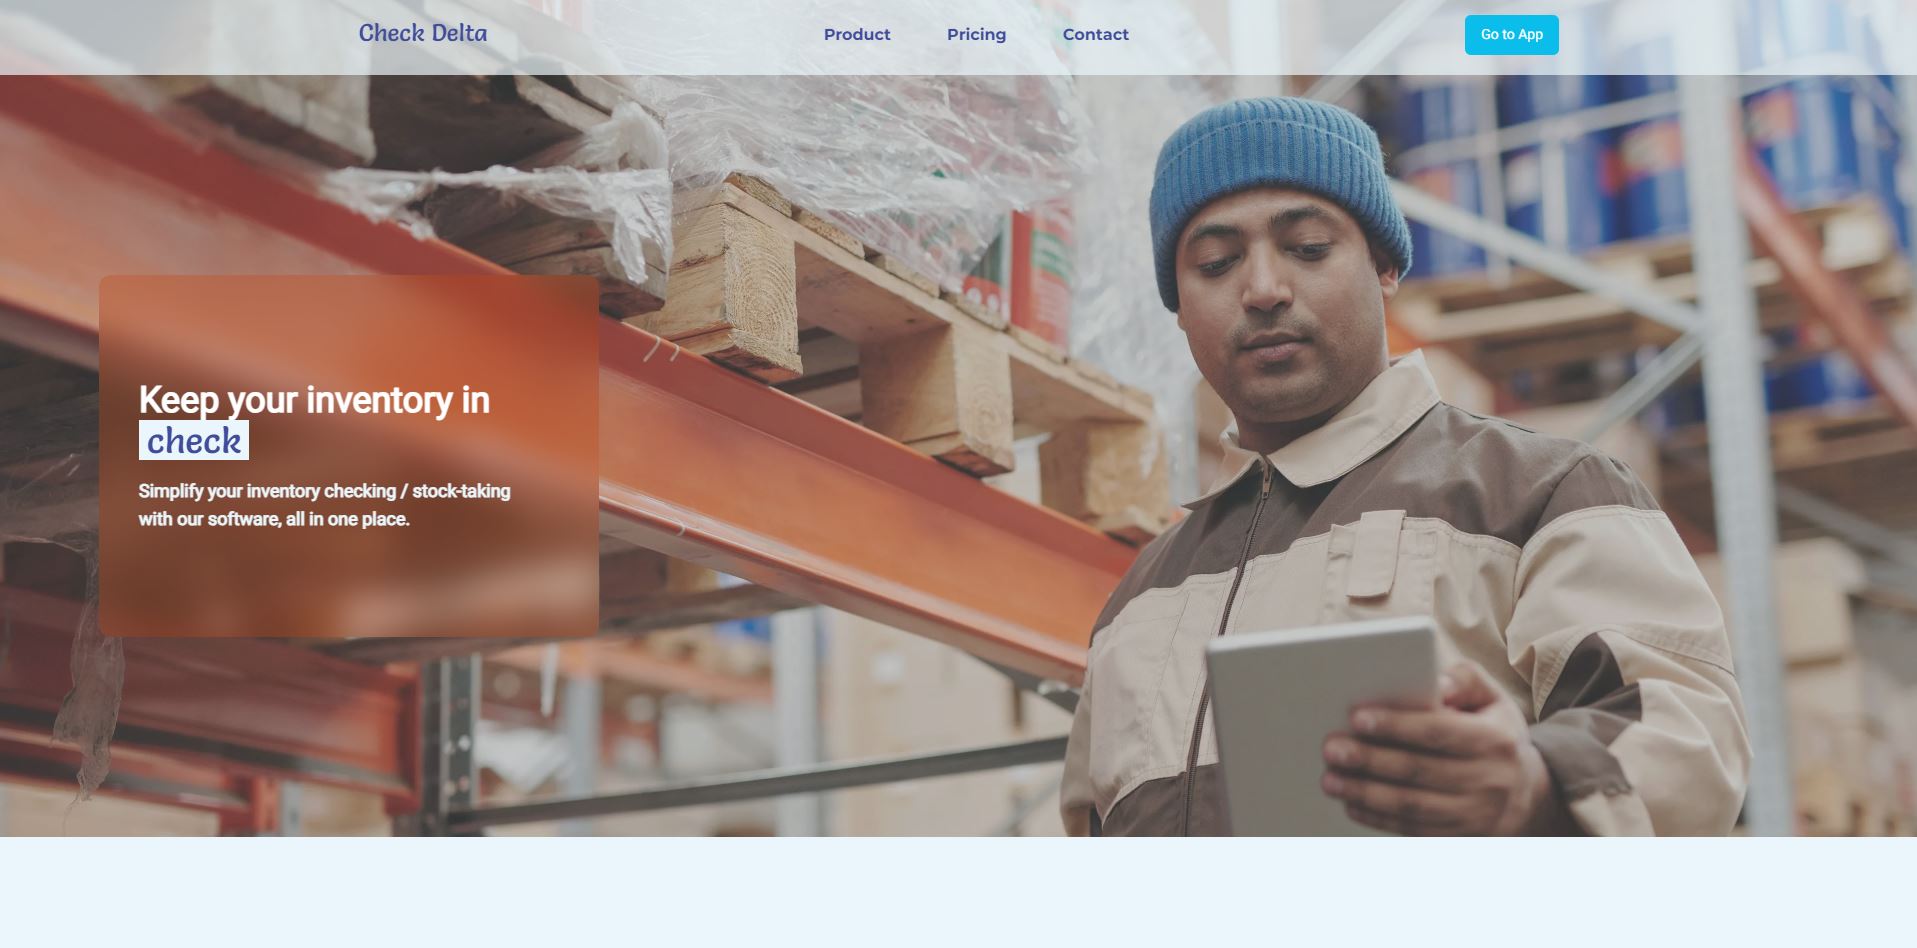 Check Delta
Product
Pricing
Contact
Go to App
Keep your inventory in
check
Simplify your inventory checking / stock-taking
with our software, all in one place.